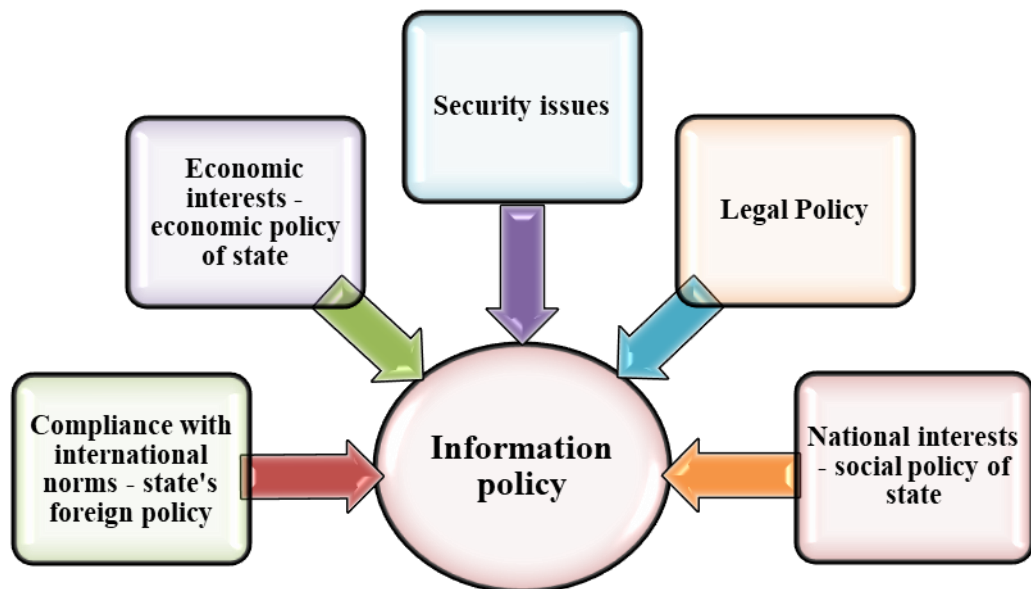 Security issues
Economic
interests -
economic policy
of state
Legal Policy
Compliance with
international
norms - state's
foreign policy
Information
policy
National interests
- social policy of
state